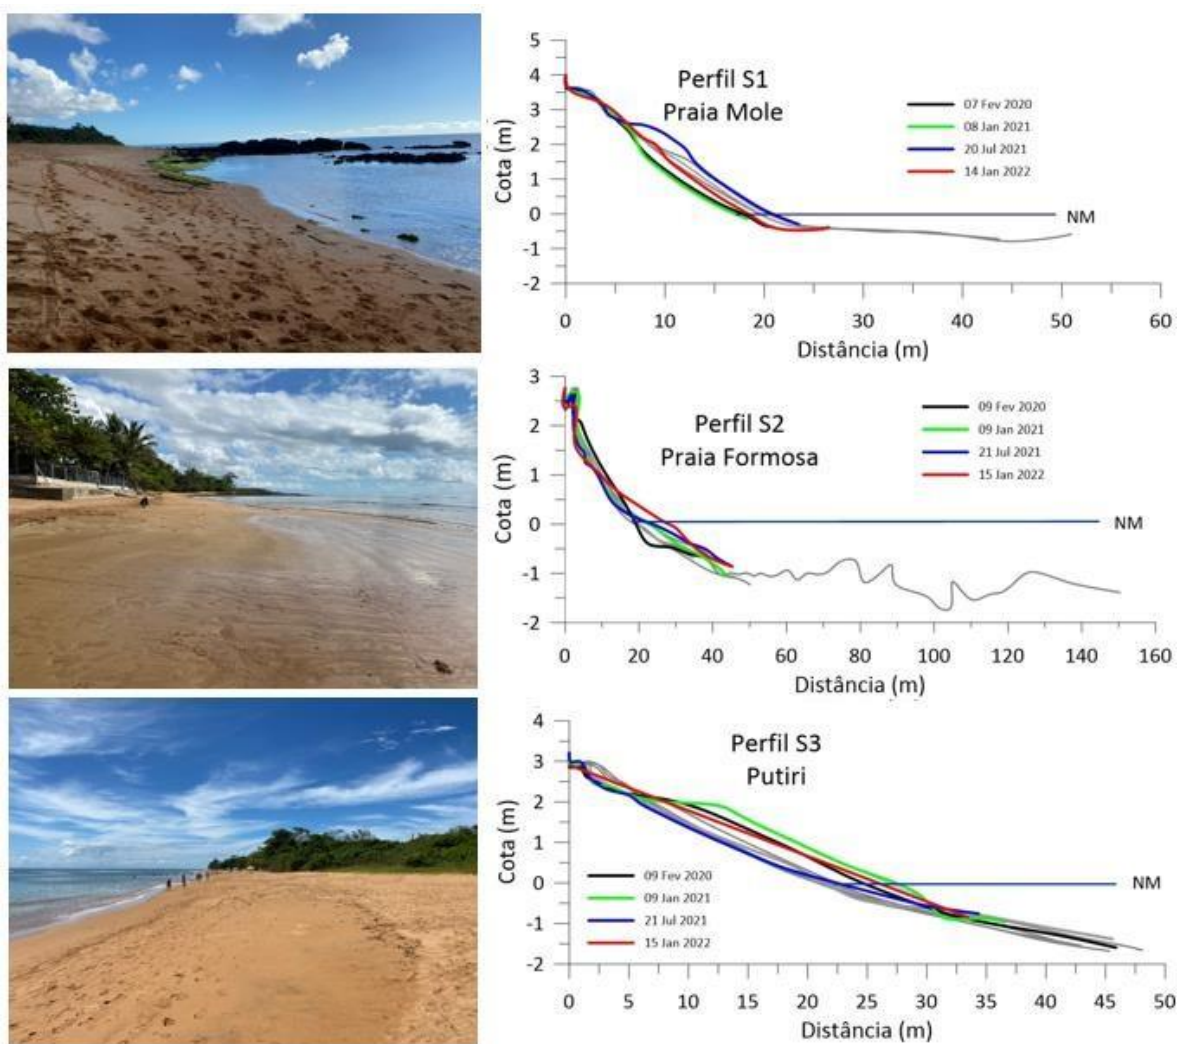 Perfil S1
Praia Mole
07 Fev 2020
08 Jan 2021
20 Jul 2021
14 Jan 2022
NM
Cota (m)
5
4
3
2
1
0
-1
-2
0
10
20
30
40
50
60
Distância (m)
Perfil S2
Praia Formosa
09 Fev 2020
09 Jan 2021
21 Jul 2021
15 Jan 2022
NM
Cota (m)
3
2
1
0
-1
-2
0
20
40
60
80
100
120
140
160
Distância (m)
Perfil S3
Putiri
09 Fev 2020
09 Jan 2021
21 Jul 2021
15 Jan 2022
NM
Cota (m)
4
3
2
1
0
-1
-2
0
5
10
15
20
25
30
35
40
45
50
Distância (m)